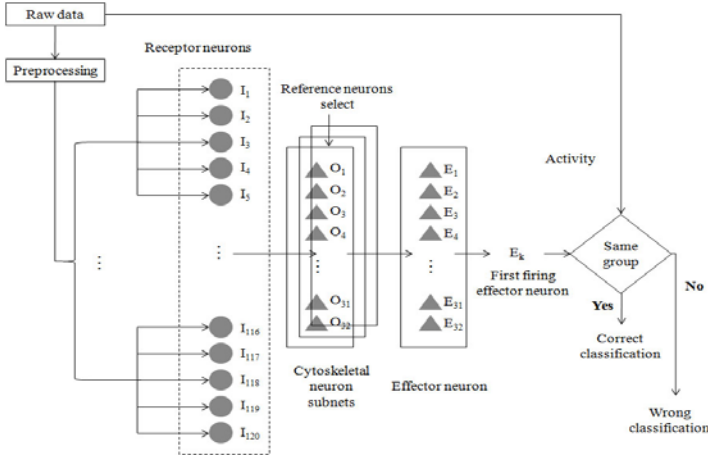 Raw data
Preprocessing
Receptor neurons
I1
I2
I3
I4
I5
...
...
I116
I117
I118
I119
I120
Reference neurons
select
O1
O2
O3
O4
...
O31
O32
Cytoskeletal
neuron
subnets
E1
E2
E3
E4
...
E31
E32
Effector neuron
Ek
First firing
effector neuron
Activity
Same
group
Yes
No
Correct
classification
Wrong
classification